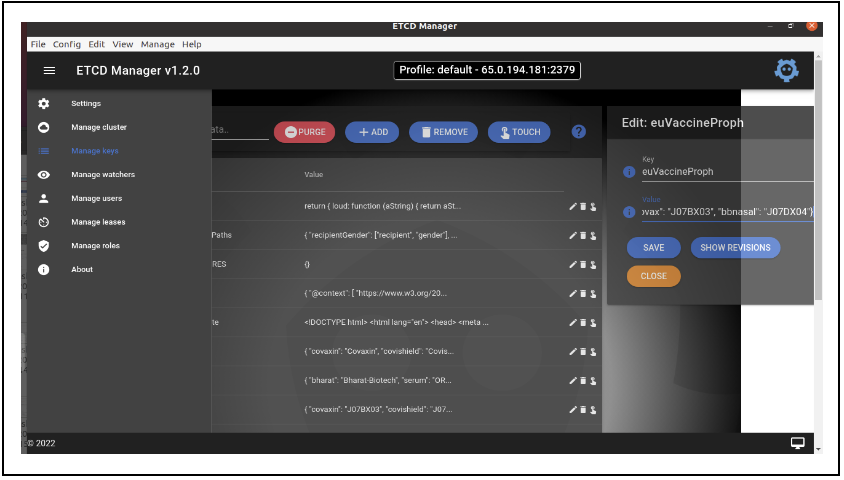 ETCD Manager
File Config Edit View Manage Help
ETCD Manager v1.2.0
Profile: default - 65.0.194.181:2379
Settings
Manage cluster
Manage keys
Manage watchers
Manage users
Manage leases
Manage roles
About
ata..
PURGE
+ ADD
REMOVE
TOUCH
?
Value
return { loud: function (aString) { return aSt...
Paths {"recipientGender": ["recipient", "gender"], ...
RES {}
{"@context": [ "https://www.w3.org/20...
te <!DOCTYPE html> <html lang="en"> <head> <meta ...
{"covaxin": "Covaxin", "covishield": "Covis...
{"bharat": "Bharat-Biotech", "serum": "OR...
{"covaxin": "J07BX03", "covishield": "J07...
Edit: euVaccineProph
Key
euVaccineProph
Value
ovax": "J07BX03", "bbnasal": "J07DX04"}
SAVE
SHOW REVISIONS
CLOSE
© 2022